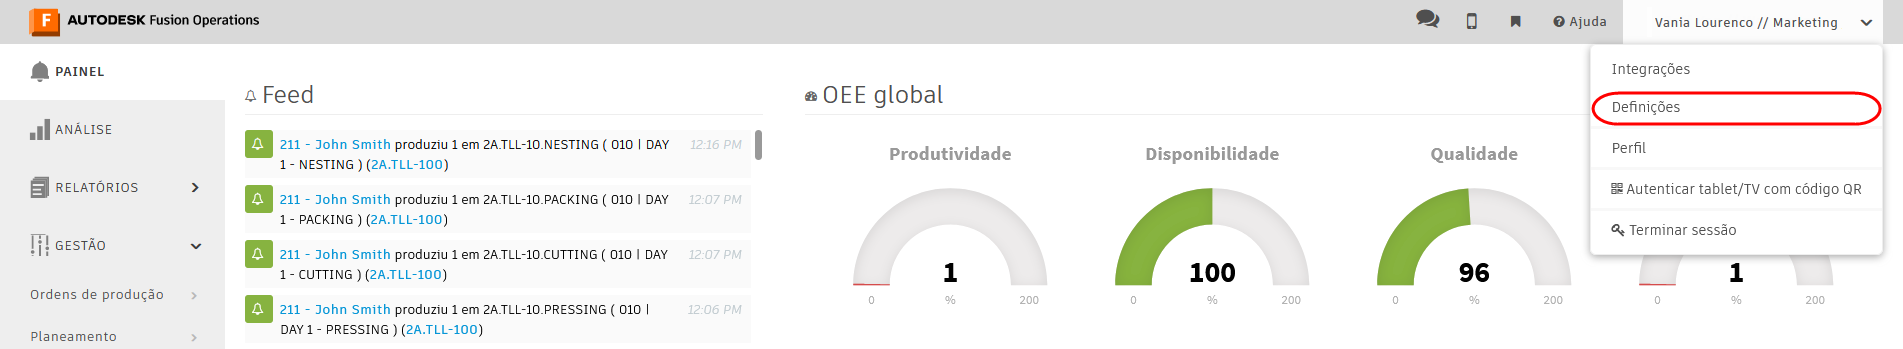 AUTODESK Fusion Operations
Ajuda
Vania Lourenco // Marketing
PAINEL
ANÁLISE
RELATÓRIOS
GESTÃO
Ordens de produção
Planeamento
Feed
211 - John Smith produziu 1 em 2A.TLL-10.NESTING ( 010 | DAY
1 - NESTING ) (2A.TLL-100)
12:16 PM
211 - John Smith produziu 1 em 2A.TLL-10.PACKING ( 010 | DAY
1 - PACKING ) (2A.TLL-100)
12:07 PM
211 - John Smith produziu 1 em 2A.TLL-10.CUTTING ( 010 | DAY
1 - CUTTING ) (2A.TLL-100)
12:07 PM
211 - John Smith produziu 1 em 2A.TLL-10.PRESSING ( 010 |
DAY 1 - PRESSING ) (2A.TLL-100)
12:06 PM
OEE global
Produtividade
1
0 % 200
Disponibilidade
100
0 % 200
Qualidade
96
0 % 200
1
0 % 200
Integrações
Definições
Perfil
Autenticar tablet/TV com código QR
Terminar sessão